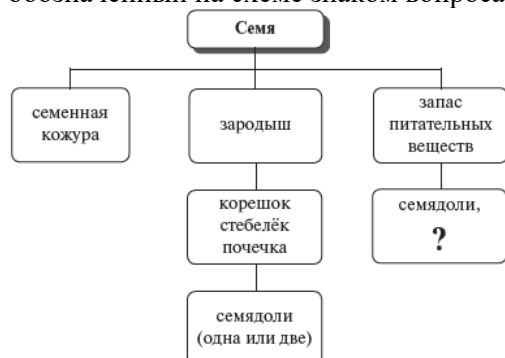 обозначенный на схеме знаком вопроса
Семя
семенная
кожура
зародыш
запас
питательных
веществ
корешок
стебелёк
почечка
семядоли,
?
семядоли
(одна или две)